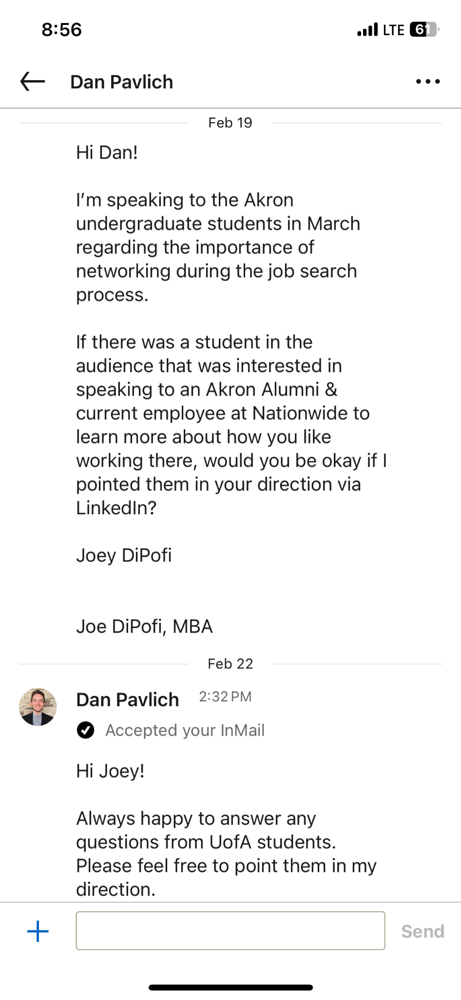 8:56
LTE 61
Dan Pavlich
Feb 19
Hi Dan!
I'm speaking to the Akron
undergraduate students in March
regarding the importance of
networking during the job search
process.
If there was a student in the
audience that was interested in
speaking to an Akron Alumni &
current employee at Nationwide to
learn more about how you like
working there, would you be okay if I
pointed them in your direction via
LinkedIn?
Joey DiPofi
Joe DiPofi, MBA
Feb 22
Dan Pavlich 2:32 PM
Accepted your InMail
Hi Joey!
Always happy to answer any
questions from UofA students.
Please feel free to point them in my
direction.
Send